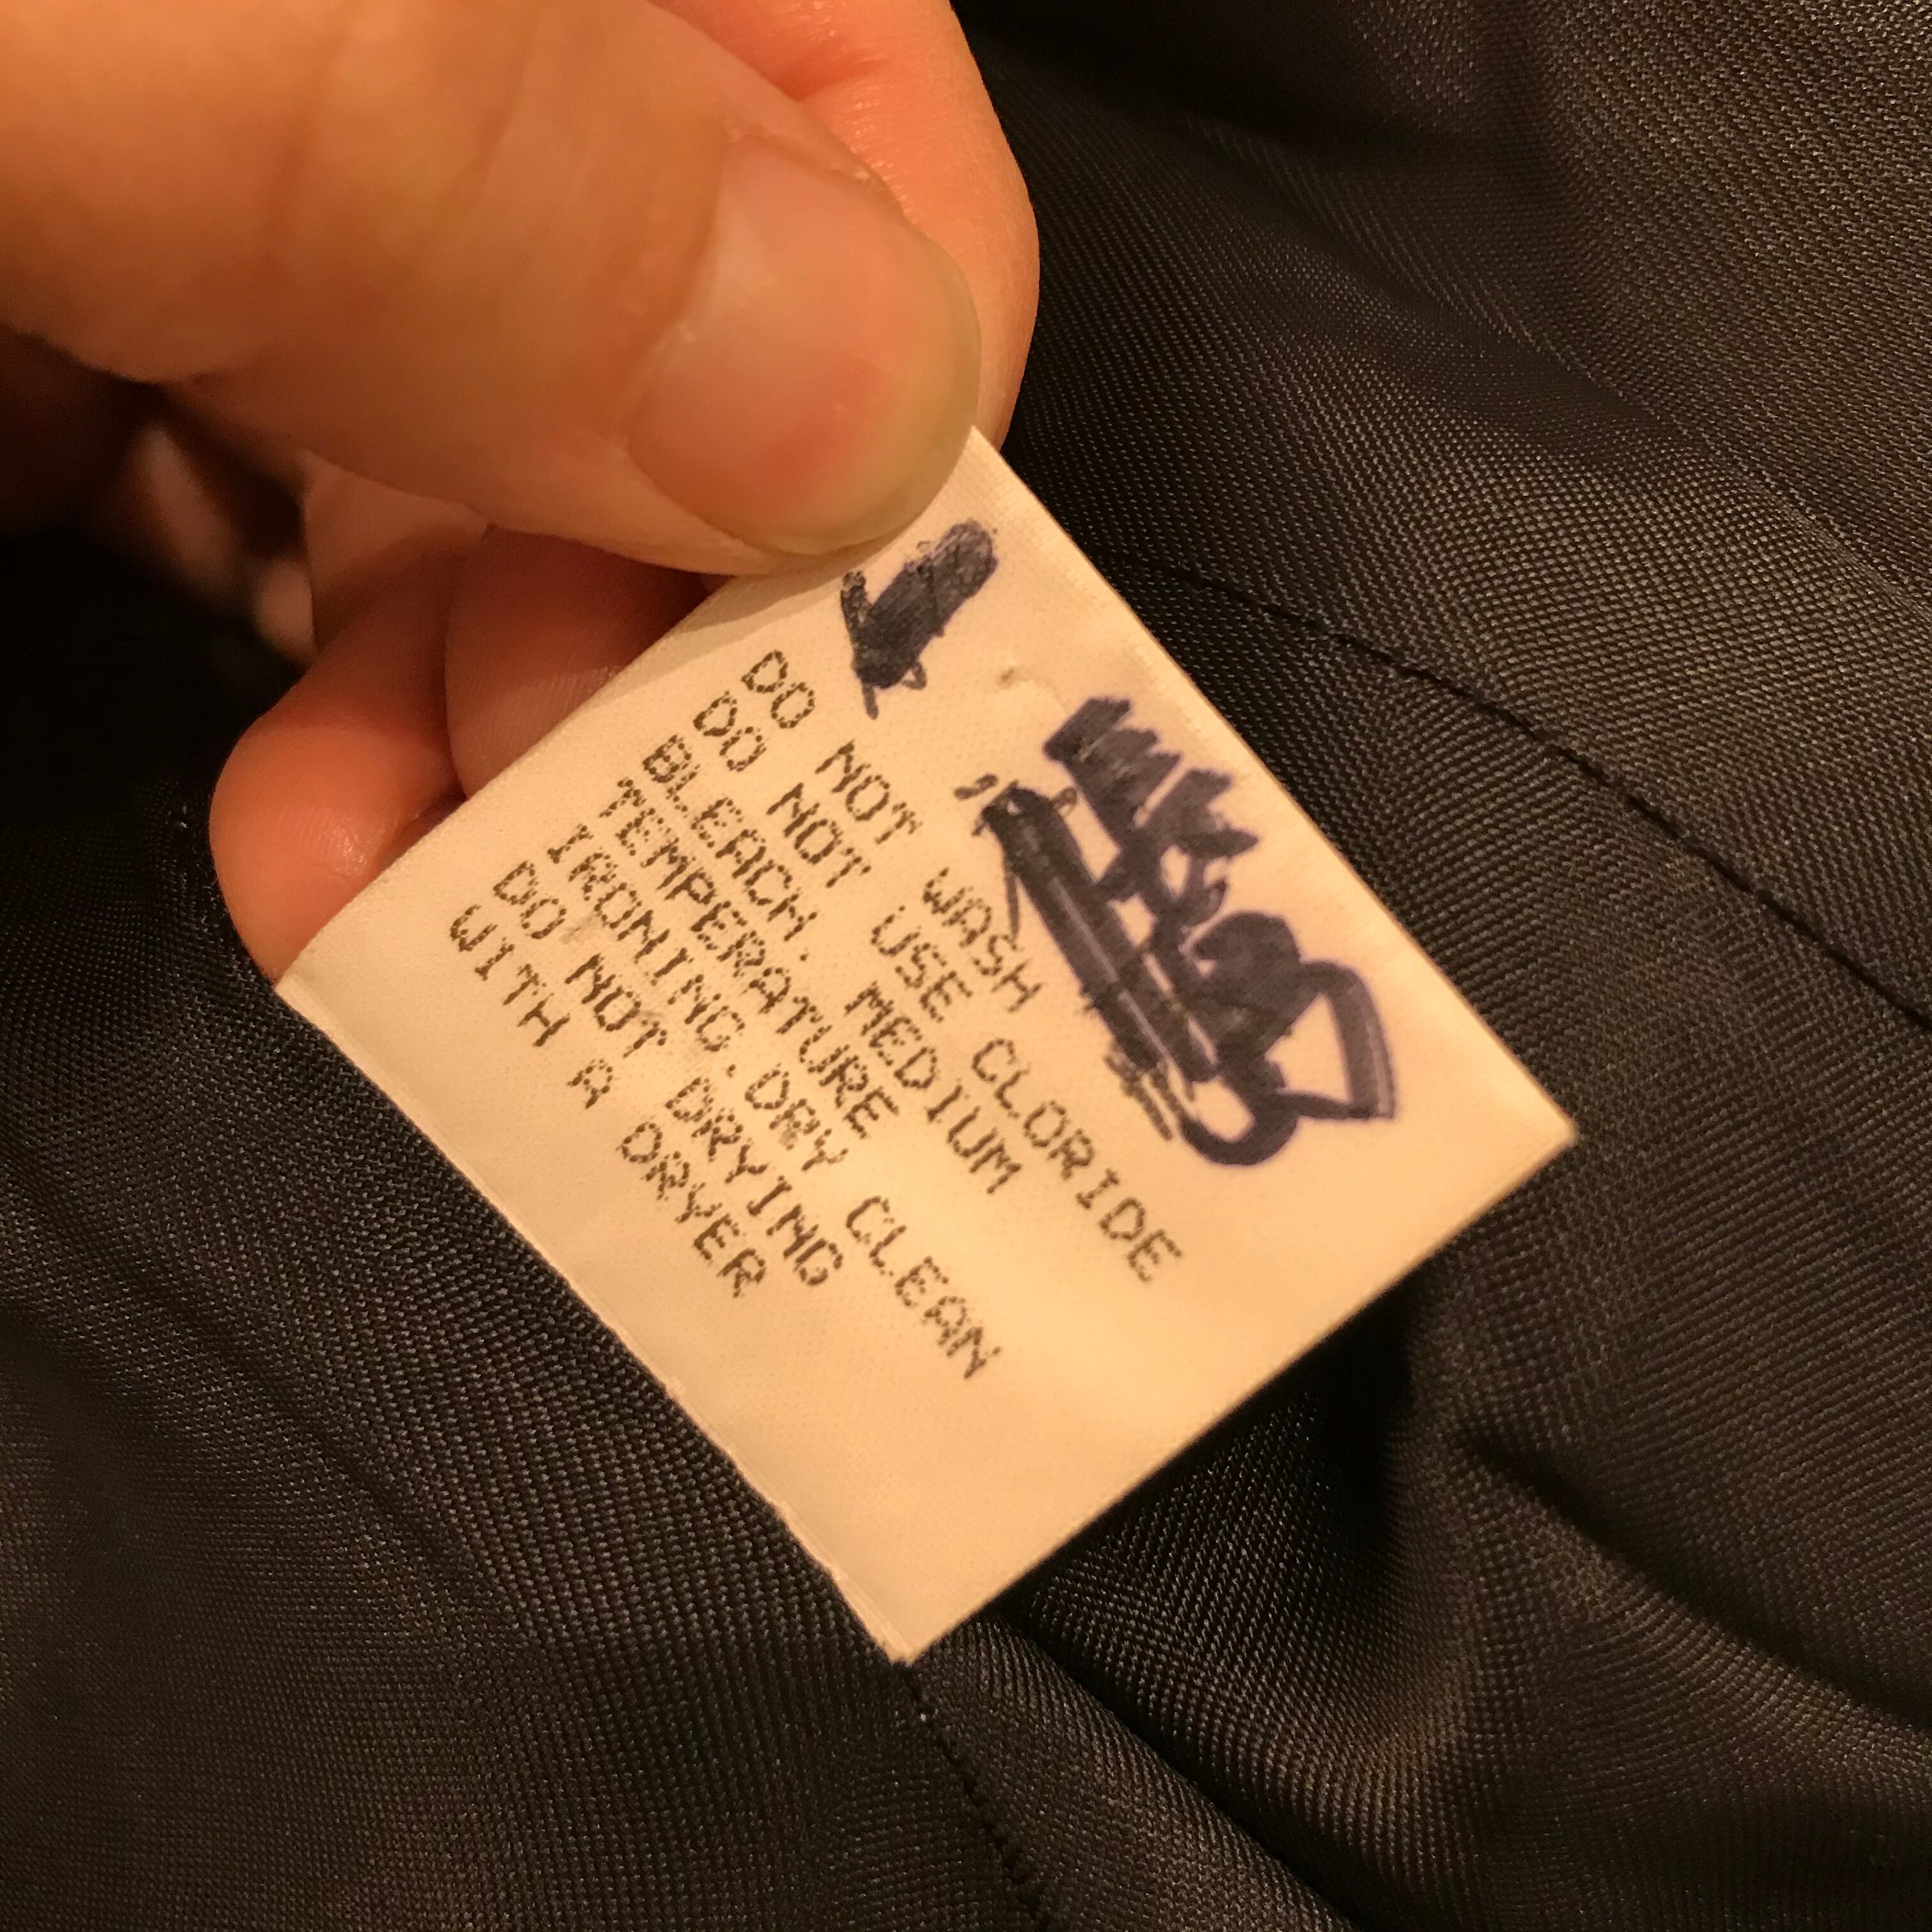 DO NOT WASH
DO NOT USE CLORIDE
BLEACH. MEDIUM
TEMPERATURE
IRONING.DRY CLEAN
DO NOT DRYING
WITH A DRYER